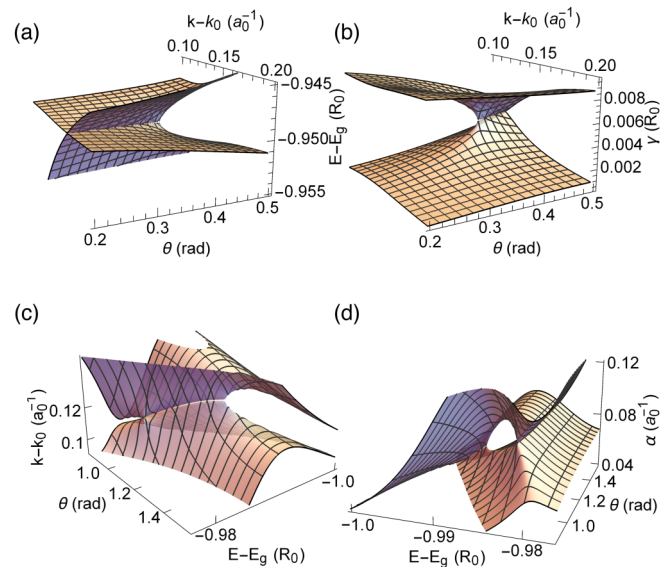 (a)
k−k₀ (a₀⁻¹)
0.10
0.15
0.20
−0.945
−0.950
−0.955
E−E_g (R₀)
0.2
0.3
0.4
0.5
θ (rad)
(b)
k−k₀ (a₀⁻¹)
0.10
0.15
0.20
0.008
0.006
0.004
0.002
γ (R₀)
0.2
0.3
0.4
0.5
θ (rad)
(c)
k−k₀ (a₀⁻¹)
0.12
0.1
1.0
1.2
1.4
θ (rad)
−0.98
−1.0
E−E_g (R₀)
(d)
0.12
0.08
0.04
α (a₀⁻¹)
1.4
1.2
1.0
θ (rad)
−1.0
−0.99
−0.98
E−E_g (R₀)